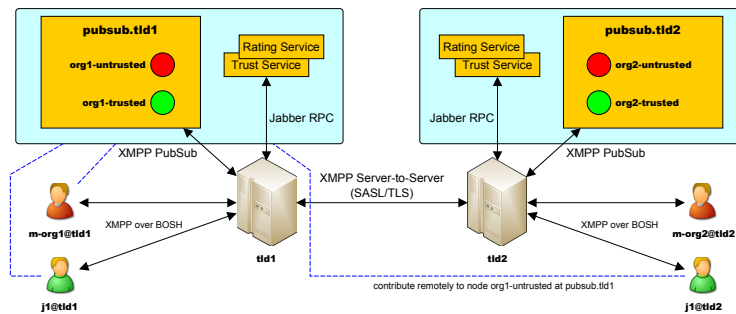 pubsub.tld1
org1-untrusted
org1-trusted
Rating Service
Trust Service
Jabber RPC
XMPP PubSub
pubsub.tld2
org2-untrusted
org2-trusted
Rating Service
Trust Service
Jabber RPC
XMPP PubSub
XMPP Server-to-Server
(SASL/TLS)
m-org1@tld1
XMPP over BOSH
j1@tld1
tld1
tld2
m-org2@tld2
XMPP over BOSH
j1@tld2
contribute remotely to node org1-untrusted at pubsub.tld1